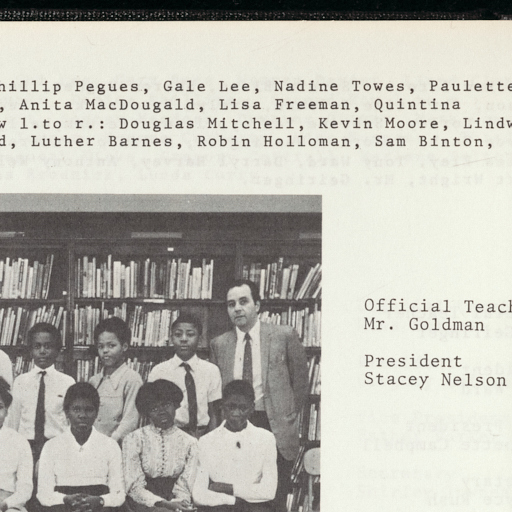 hillip Pegues, Gale Lee, Nadine Towes, Paulette
, Anita MacDougald, Lisa Freeman, Quintina
w l.to r.: Douglas Mitchell, Kevin Moore, Lindw
d, Luther Barnes, Robin Holloman, Sam Binton,
Official Teach
Mr. Goldman
President
Stacey Nelson